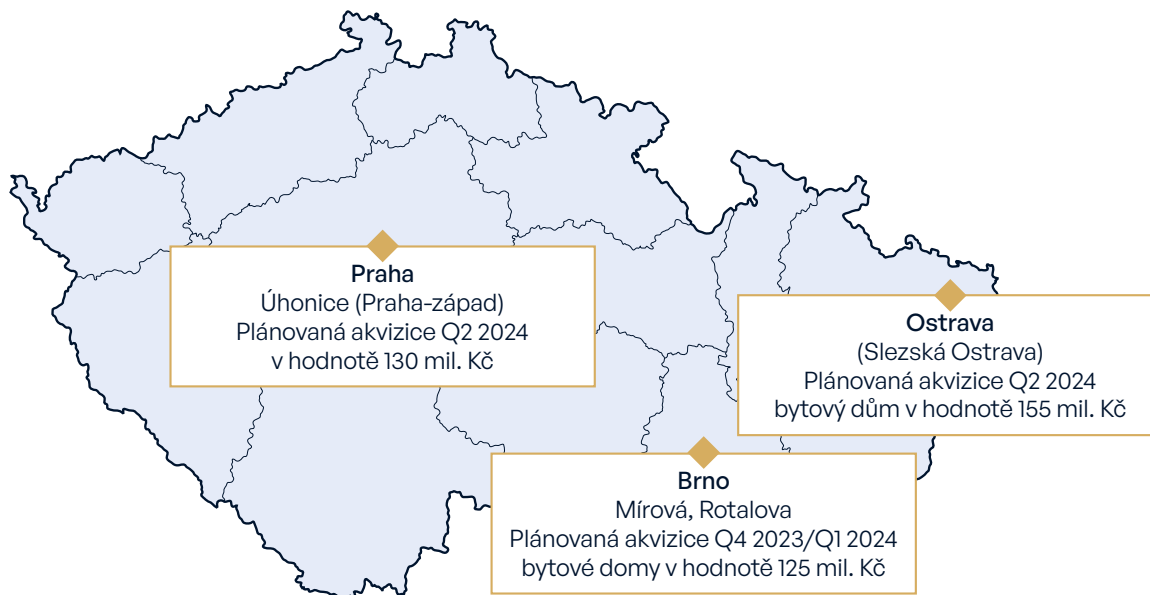 Praha
Úhonice (Praha-západ)
Plánovaná akvizice Q2 2024
v hodnotě 130 mil. Kč
Ostrava
(Slezská Ostrava)
Plánovaná akvizice Q2 2024
bytový dům v hodnotě 155 mil. Kč
Brno
Mírová, Rotalova
Plánovaná akvizice Q4 2023/Q1 2024
bytové domy v hodnotě 125 mil. Kč